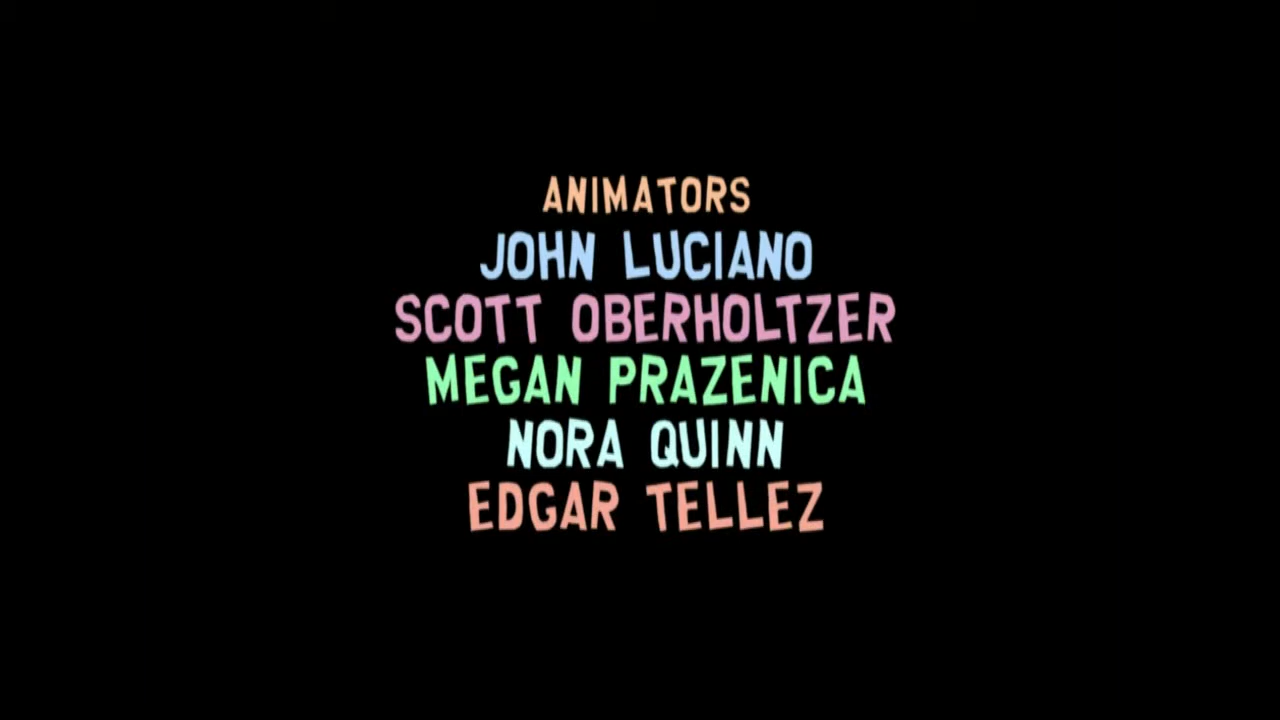 ANIMATORS
JOHN LUCIANO
SCOTT OBERHOLTZER
MEGAN PRAZENICA
NORA QUINN
EDGAR TELLEZ